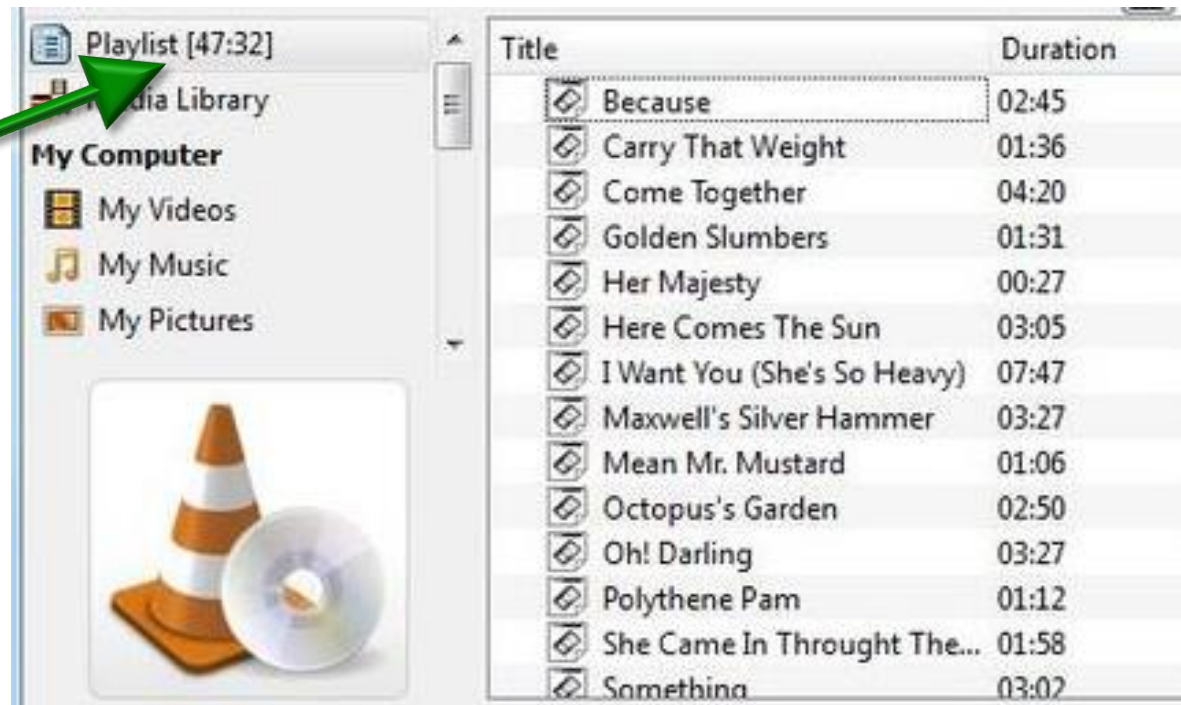 Playlist [47:32]
Library
My Computer
My Videos
My Music
My Pictures
Title Duration
Because 02:45
Carry That Weight 01:36
Come Together 04:20
Golden Slumbers 01:31
Her Majesty 00:27
Here Comes The Sun 03:05
I Want You (She's So Heavy) 07:47
Maxwell's Silver Hammer 03:27
Mean Mr. Mustard 01:06
Octopus's Garden 02:50
Oh! Darling 03:27
Polythene Pam 01:12
She Came In Throught The... 01:58
Something 03:02